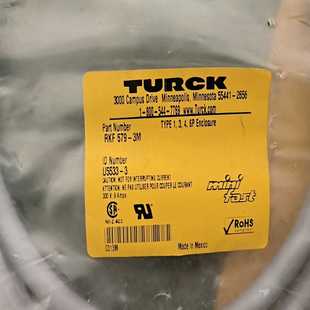 TURCK
3000 Campus Drive Minneapolis, Minnesota 55441-2656
1-800-544-7769 www.turck.com
Part Number
TYPE 1, 3, 4, 6P Enclosure
RKF 579-3M
ID Number
U5533-3
CAUTION: NOT FOR INTERRUPTING CURRENT
ATTENTION: NE PAS UTILISER POUR COUPER LE COURANT
300 V, 9 Amps
mini
fast
RoHS
Made in Mexico